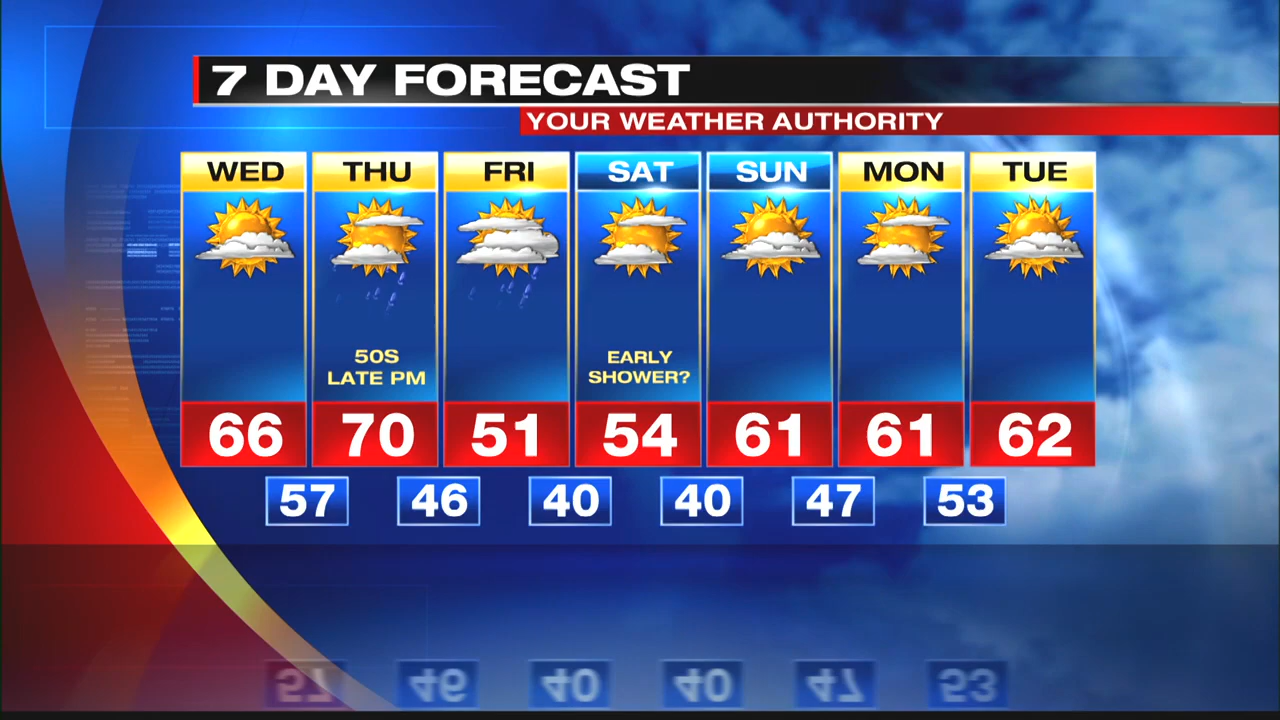 7 DAY FORECAST
YOUR WEATHER AUTHORITY
WED THU FRI SAT SUN MON TUE
50S
LATE PM
EARLY
SHOWER?
66 70 51 54 61 61 62
57 46 40 40 47 53